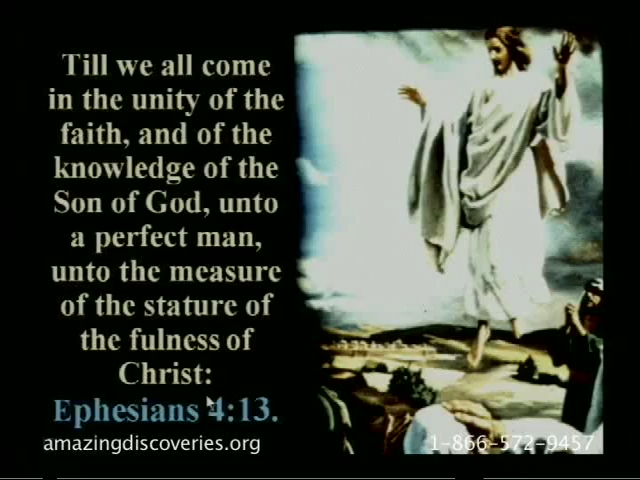 Till we all come
in the unity of the
faith, and of the
knowledge of the
Son of God, unto
a perfect man,
unto the measure
of the stature of
the fulness of
Christ:
Ephesians 4:13.
amazingdiscoveries.org
1-866-572-9457